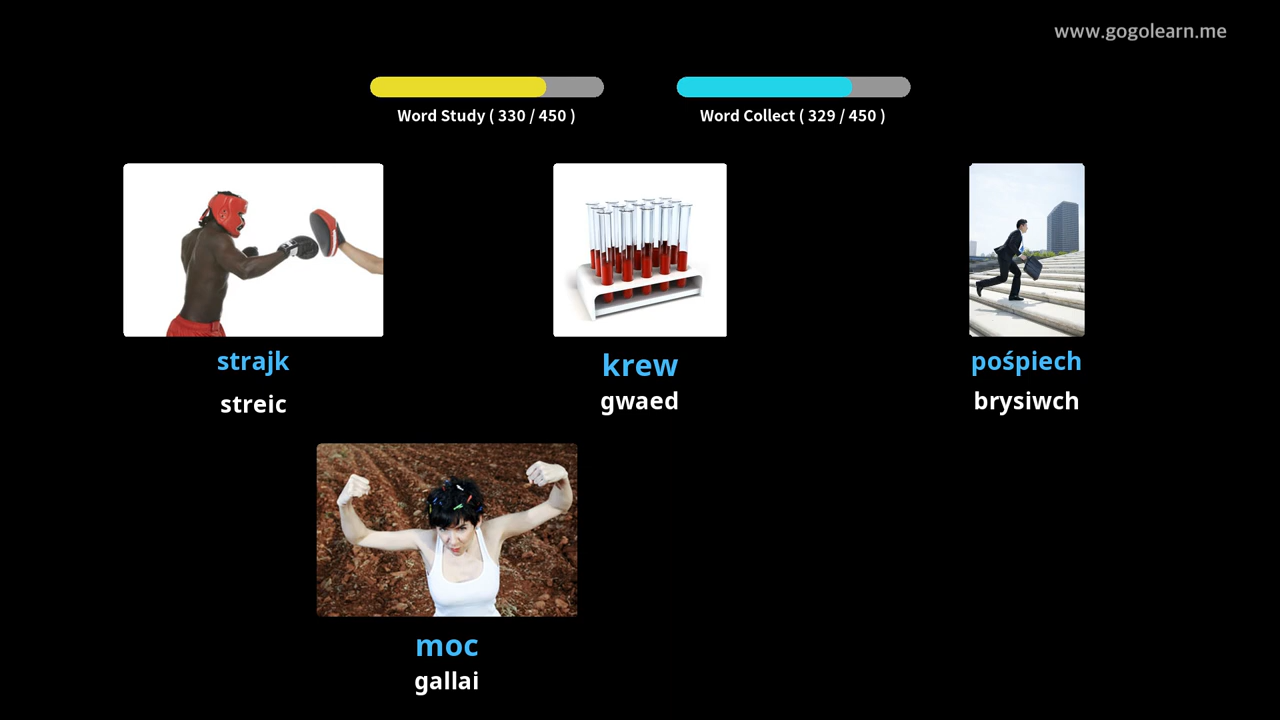 www.gogolearn.me
Word Study ( 330 / 450 )
Word Collect ( 329 / 450 )
strajk
streic
krew
gwaed
pośpiech
brysiwch
moc
gallai